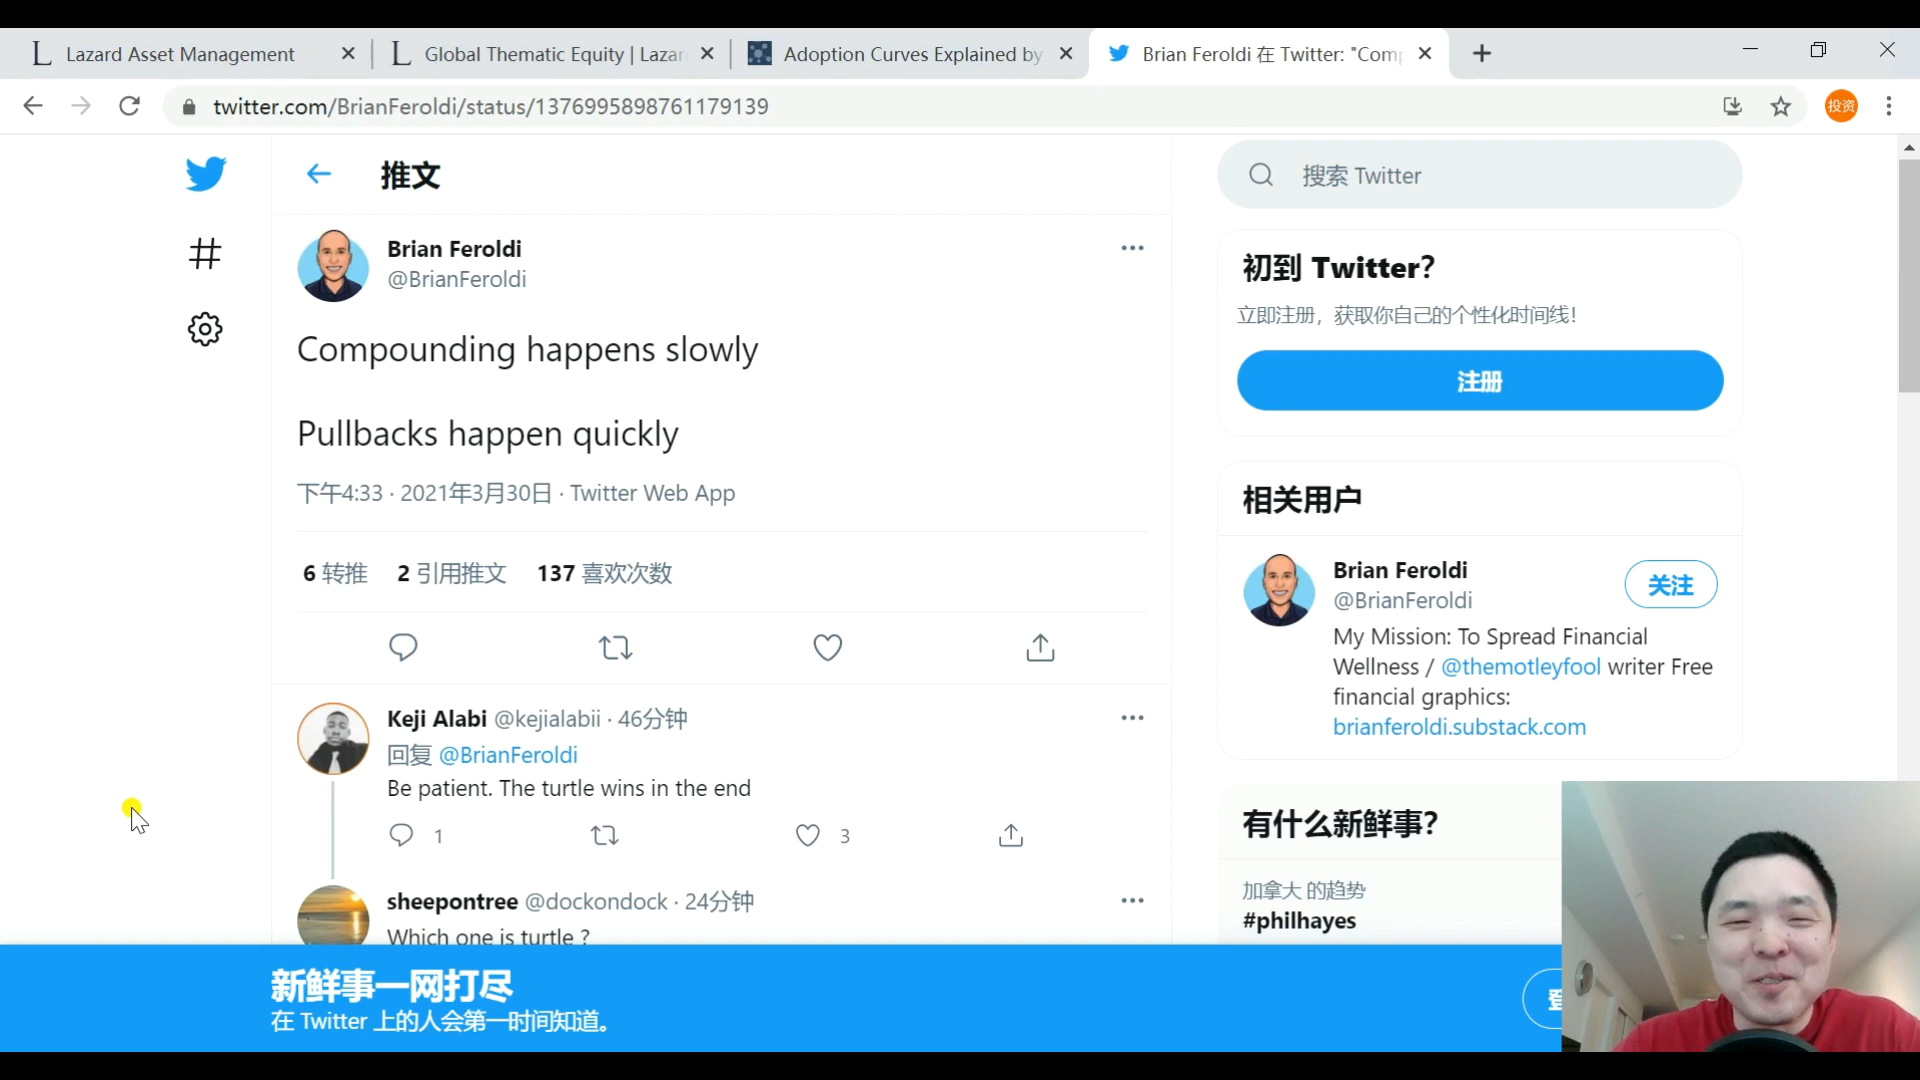 Lazard Asset Management
Global Thematic Equity | Lazar
Adoption Curves Explained by
Brian Feroldi 在 Twitter: "Comp
twitter.com/BrianFeroldi/status/1376995898761179139
投资
推文
搜索 Twitter
Brian Feroldi
@BrianFeroldi
Compounding happens slowly
Pullbacks happen quickly
下午4:33 · 2021年3月30日 · Twitter Web App
6 转推 2 引用推文 137 喜欢次数
Keji Alabi @kejialabii · 46分钟
回复 @BrianFeroldi
Be patient. The turtle wins in the end
1
3
sheepontree @dockondock · 24分钟
Which one is turtle ?
初到 Twitter?
立即注册，获取你自己的个性化时间线！
注册
相关用户
Brian Feroldi
@BrianFeroldi
关注
My Mission: To Spread Financial
Wellness / @themotleyfool writer Free
financial graphics:
brianferoldi.substack.com
有什么新鲜事？
加拿大 的趋势
#philhayes
新鲜事一网打尽
在 Twitter 上的人会第一时间知道。